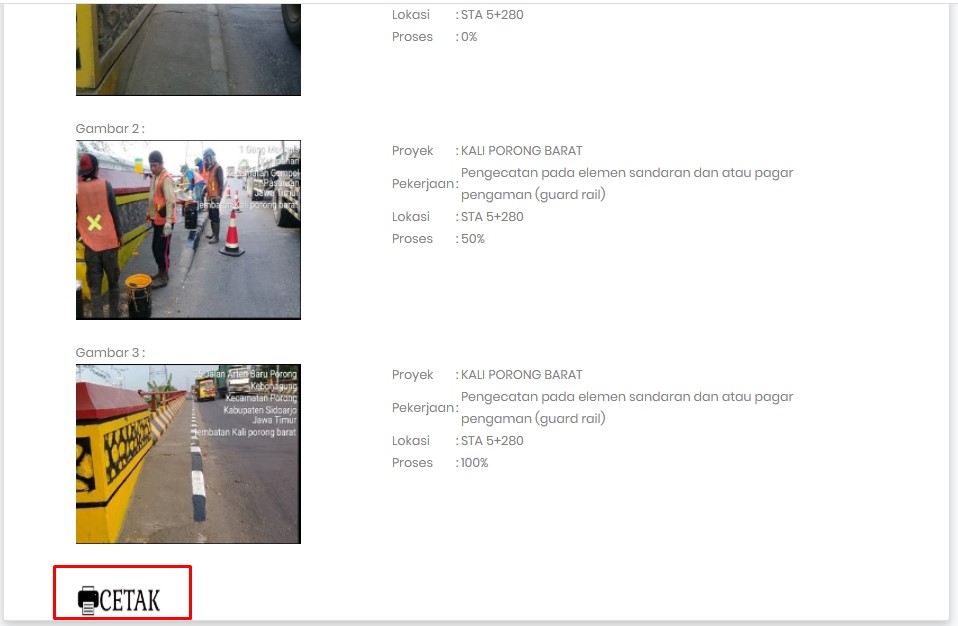 Lokasi : STA 5+280
Proses : 0%
Gambar 2 :
1 Gang
Kecamatan Gempol
Pasuruan
Jawa Timur
jembatan Kali porong barat
Proyek : KALI PORONG BARAT
Pekerjaan : Pengecatan pada elemen sandaran dan atau pagar
pengaman (guard rail)
Lokasi : STA 5+280
Proses : 50%
Gambar 3 :
Jalan Arteri Baru Porong
Kebonagung
Kecamatan Porong
Kabupaten Sidoarjo
Jawa Timur
jembatan Kali porong barat
Proyek : KALI PORONG BARAT
Pekerjaan : Pengecatan pada elemen sandaran dan atau pagar
pengaman (guard rail)
Lokasi : STA 5+280
Proses : 100%
CETAK